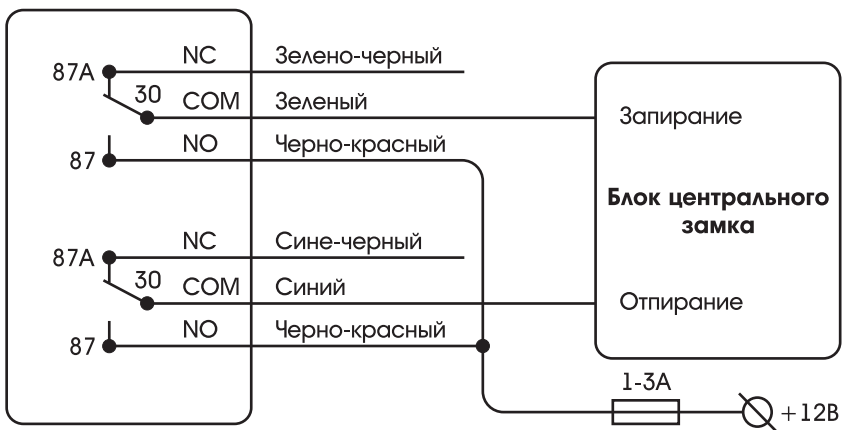 87A NC Зелено-черный
30 COM Зеленый
87 NO Черно-красный
87A NC Сине-черный
30 COM Синий
87 NO Черно-красный
Запирание
Блок центрального
замка
Отпирание
1-3А
+12В